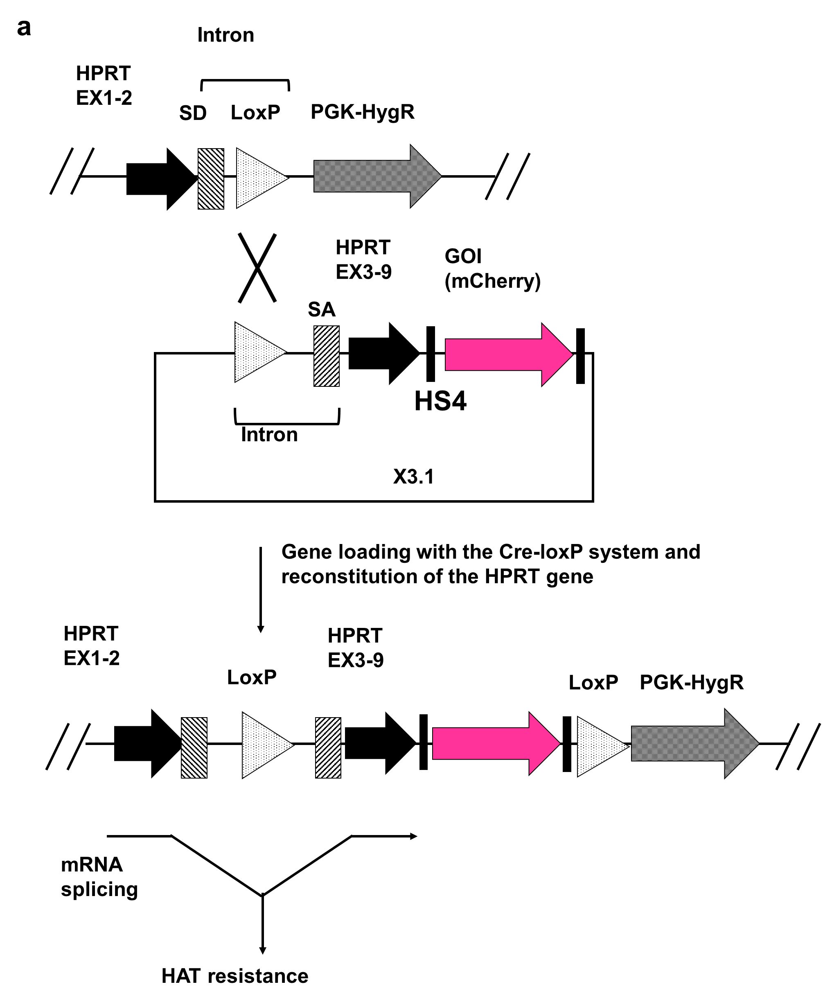 a
Intron
HPRT
EX1-2
SD
LoxP
PGK-HygR
HPRT
EX3-9
GOI
(mCherry)
SA
HS4
Intron
X3.1
Gene loading with the Cre-loxP system and
reconstitution of the HPRT gene
HPRT
EX1-2
HPRT
EX3-9
LoxP
LoxP
PGK-HygR
mRNA
splicing
HAT resistance